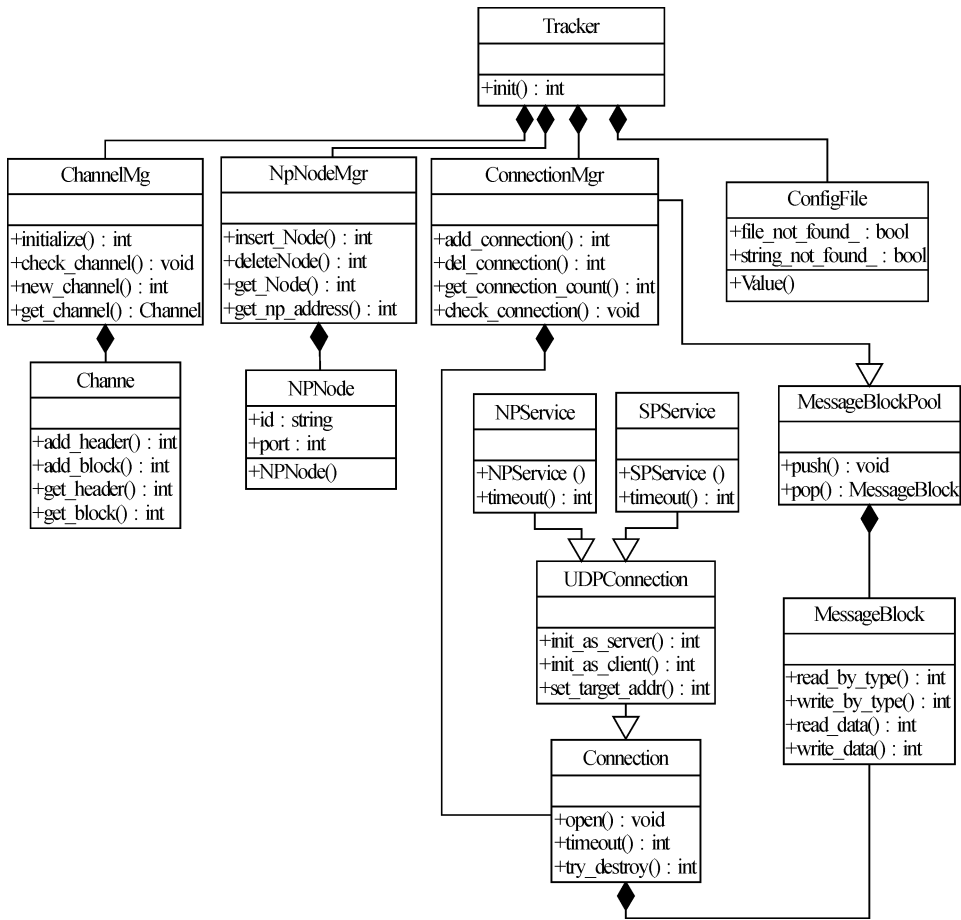 Tracker
+init() : int
ChannelMg
+initialize() : int
+check_channel() : void
+new_channel() : int
+get_channel() : Channel
NpNodeMgr
+insert_Node() : int
+deleteNode() : int
+get_Node() : int
+get_np_address() : int
ConnectionMgr
+add_connection() : int
+del_connection() : int
+get_connection_count() : int
+check_connection() : void
ConfigFile
+file_not_found_ : bool
+string_not_found_ : bool
+Value()
Channe
+add_header() : int
+add_block() : int
+get_header() : int
+get_block() : int
NPNode
+id : string
+port : int
+NPNode()
NPService
+NPService ()
+timeout() : int
SPService
+SPService ()
+timeout() : int
MessageBlockPool
+push() : void
+pop() : MessageBlock
UDPConnection
+init_as_server() : int
+init_as_client() : int
+set_target_addr() : int
MessageBlock
+read_by_type() : int
+write_by_type() : int
+read_data() : int
+write_data() : int
Connection
+open() : void
+timeout() : int
+try_destroy() : int